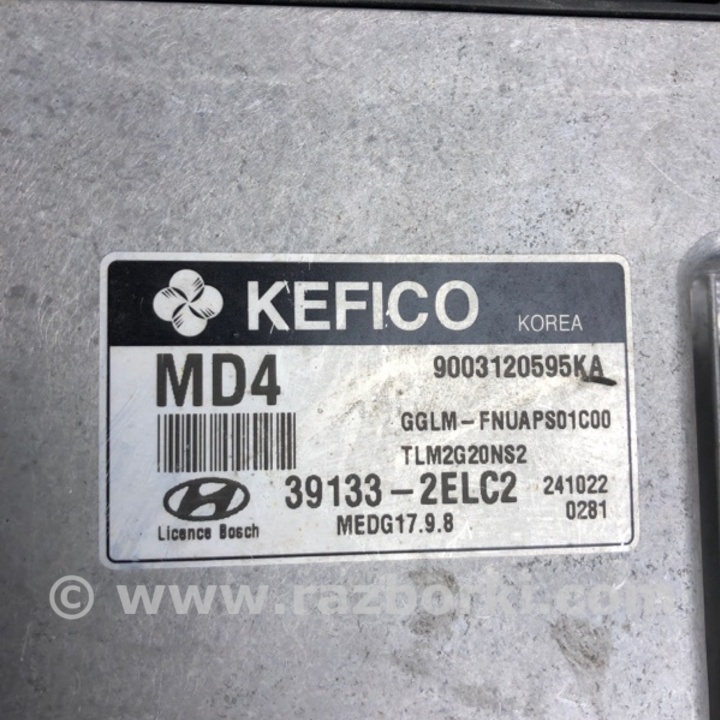 KEFICO KOREA
MD4 9003120595KA
GGLM-FNUAPS01C00
TLM2G20NS2
39133-2ELC2 241022
Licence Bosch MEDG17.9.8 0281
© www.razborki.com